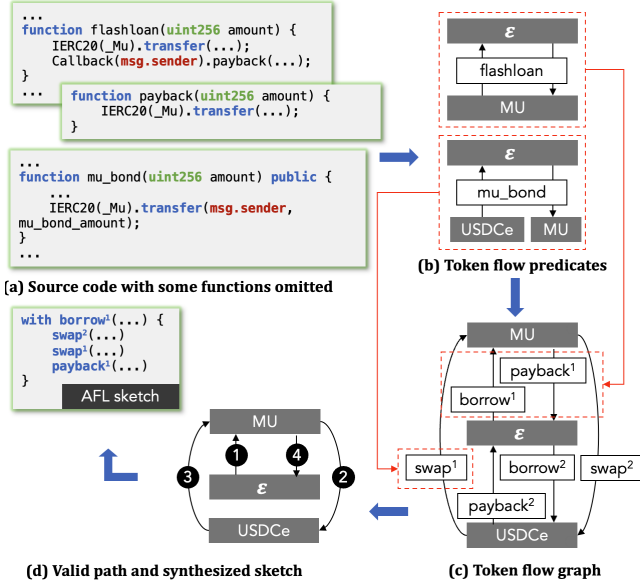 ...
function flashloan(uint256 amount) {
IERC20(_Mu).transfer(...);
Callback(msg.sender).payback(...);
}
...
function payback(uint256 amount) {
IERC20(_Mu).transfer(...);
}
...
function mu_bond(uint256 amount) public {
...
IERC20(_Mu).transfer(msg.sender,
mu_bond_amount);
}
...
(a) Source code with some functions omitted
ε
flashloan
MU
ε
mu_bond
USDCe MU
(b) Token flow predicates
with borrow¹(...) {
swap²(...)
swap¹(...)
payback¹(...)
}
AFL sketch
MU
1 4
3 2
ε
USDCe
(d) Valid path and synthesized sketch
MU
payback¹
borrow¹
ε
swap¹ borrow² swap²
payback²
USDCe
(c) Token flow graph